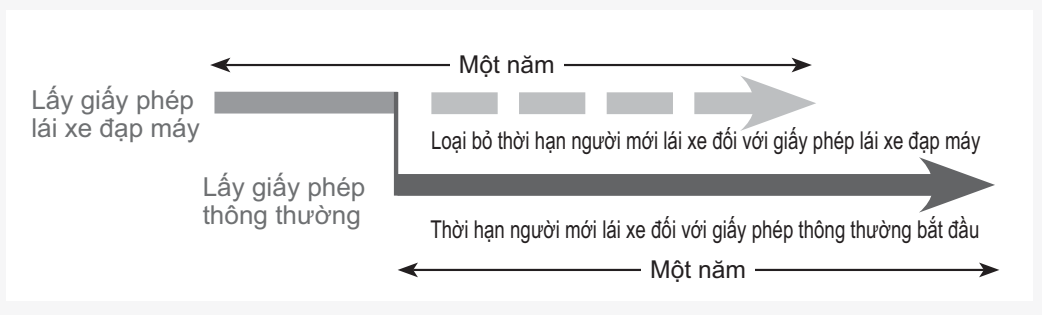 Một năm
Lấy giấy phép
lái xe đạp máy
Loại bỏ thời hạn người mới lái xe đối với giấy phép lái xe đạp máy
Lấy giấy phép
thông thường
Thời hạn người mới lái xe đối với giấy phép thông thường bắt đầu
Một năm